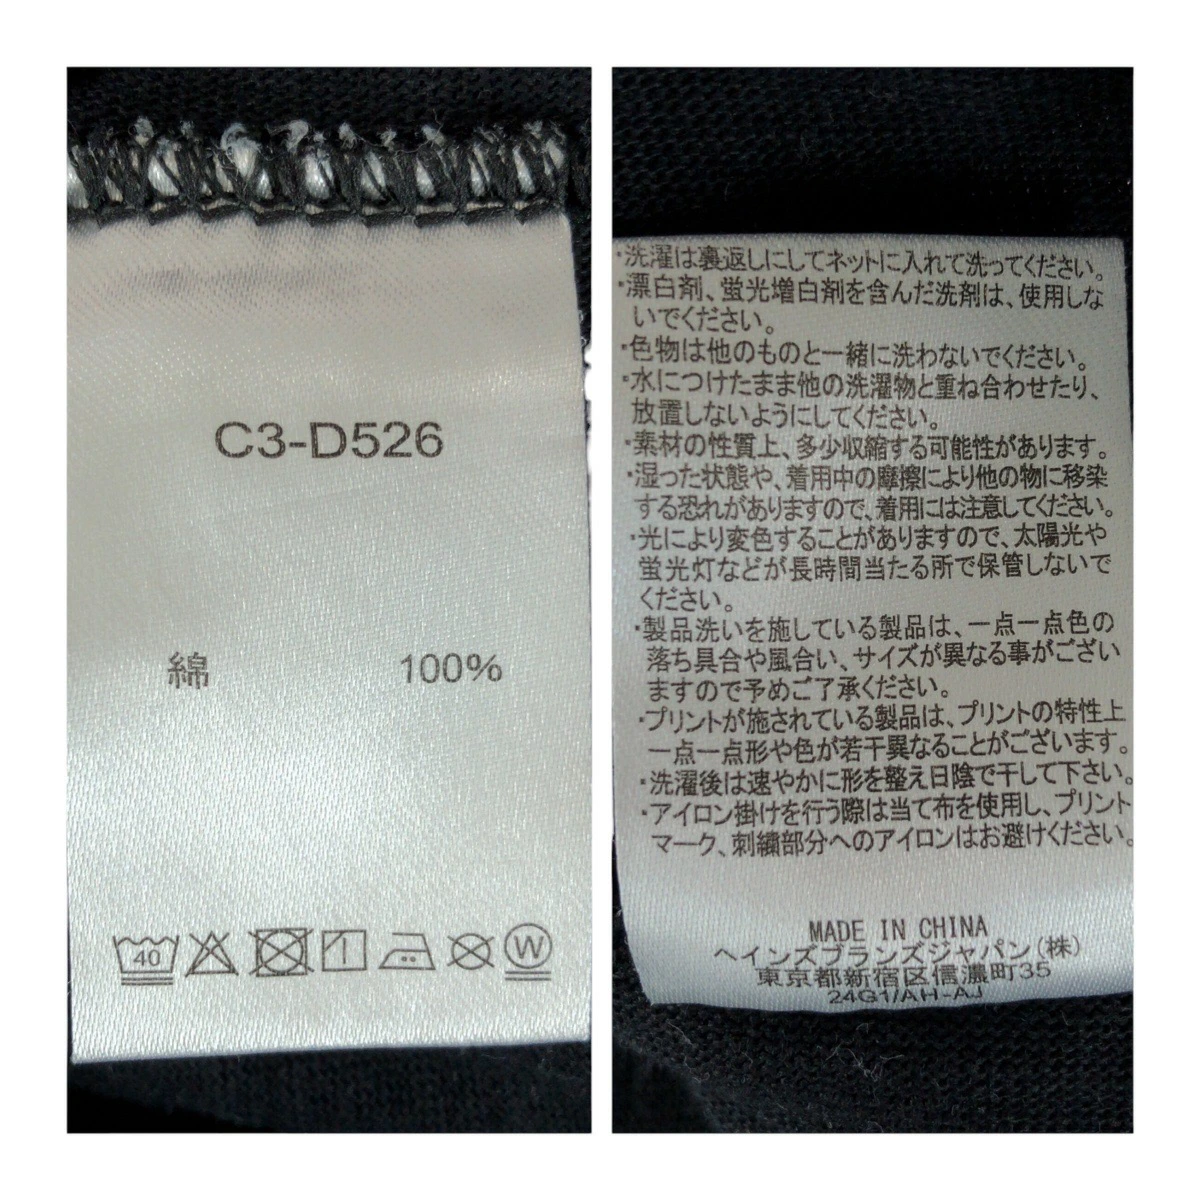 C3-D526
綿 100%
40
W
・洗濯は裏返しにしてネットに入れて洗ってください。
・漂白剤、蛍光増白剤を含んだ洗剤は、使用しな
いでください。
・色物は他のものと一緒に洗わないでください。
・水につけたまま他の洗濯物と重ね合わせたり、
放置しないようにしてください。
・素材の性質上、多少収縮する可能性があります。
・湿った状態や、着用中の摩擦により他の物に移染
する恐れがありますので、着用には注意してください。
・光により変色することがありますので、太陽光や
蛍光灯などが長時間当たる所で保管しないで
ください。
・製品洗いを施している製品は、一点一点色の
落ち具合や風合い、サイズが異なる事がござい
ますので予めご了承ください。
・プリントが施されている製品は、プリントの特性上
一点一点形や色が若干異なることがございます。
・洗濯後は速やかに形を整え日陰で干して下さい。
・アイロン掛けを行う際は当て布を使用し、プリント
マーク、刺繍部分へのアイロンはお避けください。
MADE IN CHINA
ヘインズブランズジャパン(株)
東京都新宿区信濃町35
24G1/AH-AJ